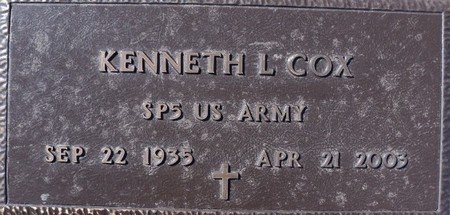 KENNETH L COX
SP5 US ARMY
SEP 22 1935 APR 21 2003